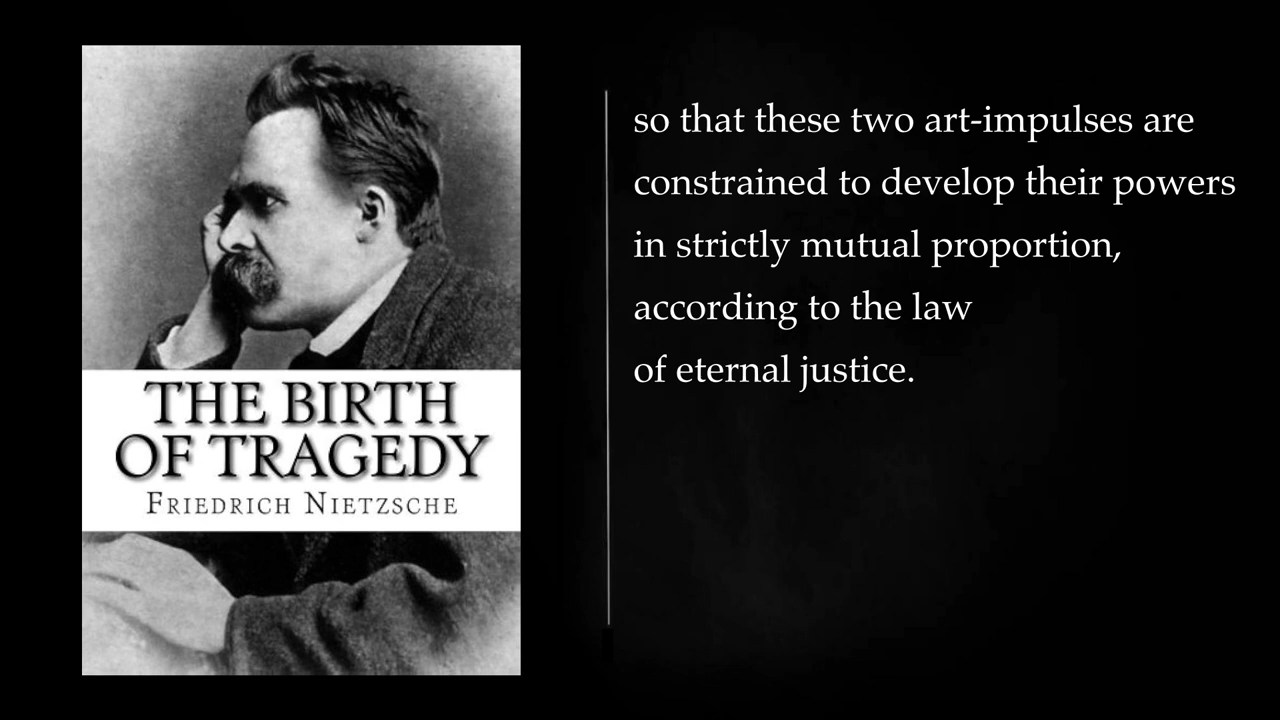 THE BIRTH
OF TRAGEDY
FRIEDRICH NIETZSCHE
so that these two art-impulses are
constrained to develop their powers
in strictly mutual proportion,
according to the law
of eternal justice.